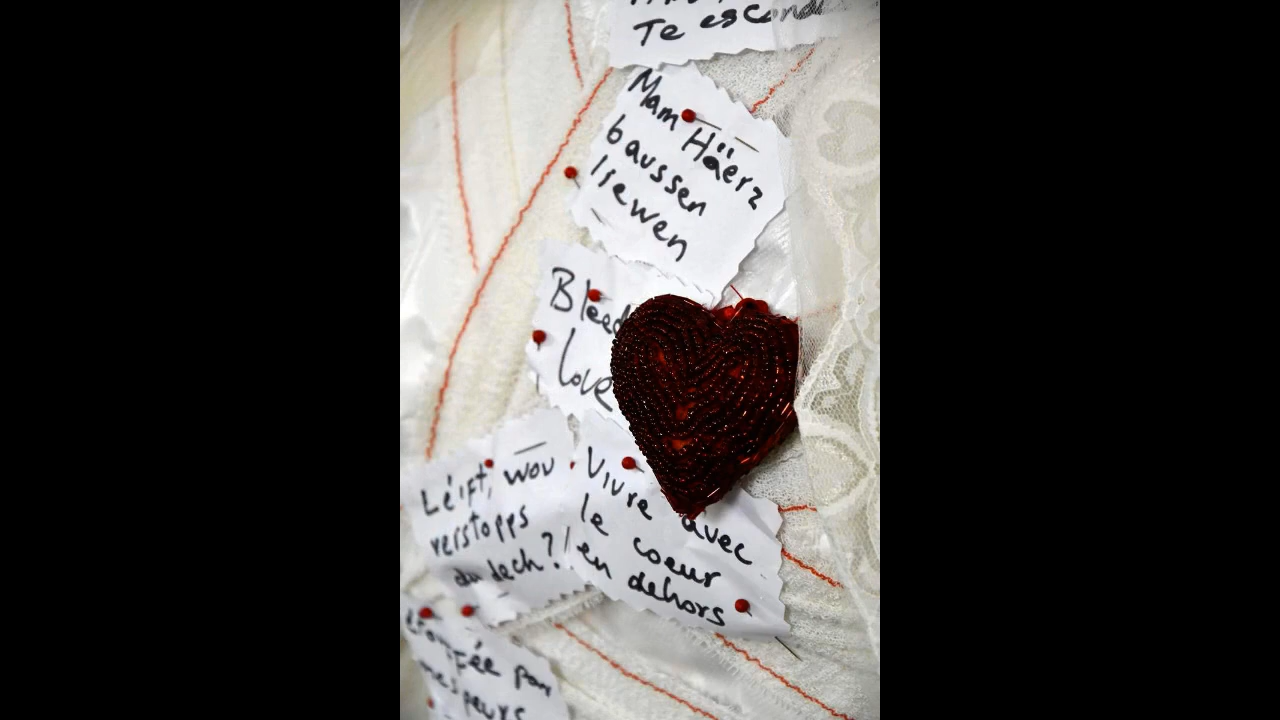 Te escond
Mam Häerz
baussen
liewen
Bleed
love
Léift, wou
verstopps
du dech?
Vivre avec
le coeur
en dehors
par
mes peurs